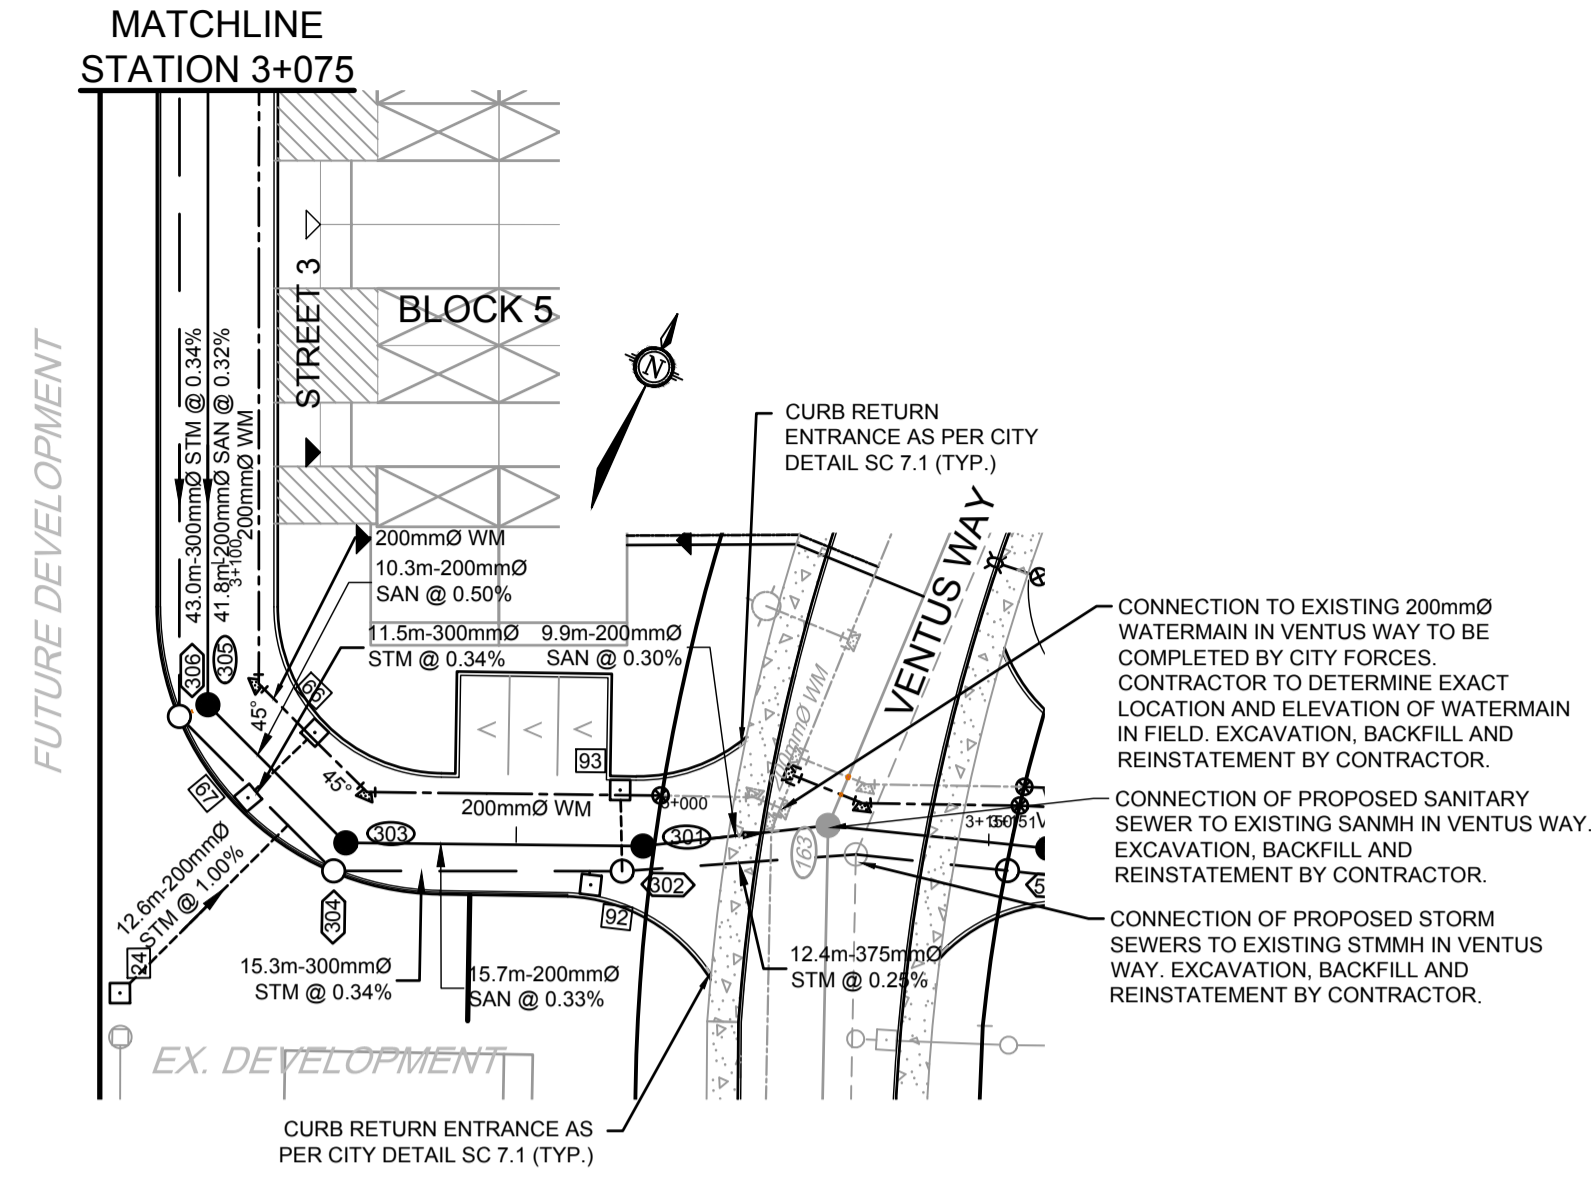 MATCHLINE
STATION 3+075
FUTURE DEVELOPMENT
43.0m-300mmØ STM @ 0.34%
41.8m-200mmØ SAN @ 0.32%
3+100
200mmØ WM
STREET 3
BLOCK 5
N
CURB RETURN
ENTRANCE AS PER CITY
DETAIL SC 7.1 (TYP.)
VENTUS WAY
200mmØ WM
10.3m-200mmØ
SAN @ 0.50%
11.5m-300mmØ
STM @ 0.34%
9.9m-200mmØ
SAN @ 0.30%
306
305
45°
66
67
45°
93
200mmØ WM
200mmØ WM
3+000
303
301
302
304
92
163
12.6m-200mmØ
STM @ 1.00%
24
15.3m-300mmØ
STM @ 0.34%
15.7m-200mmØ
SAN @ 0.33%
12.4m-375mmØ
STM @ 0.25%
CONNECTION TO EXISTING 200mmØ
WATERMAIN IN VENTUS WAY TO BE
COMPLETED BY CITY FORCES.
CONTRACTOR TO DETERMINE EXACT
LOCATION AND ELEVATION OF WATERMAIN
IN FIELD. EXCAVATION, BACKFILL AND
REINSTATEMENT BY CONTRACTOR.
CONNECTION OF PROPOSED SANITARY
SEWER TO EXISTING SANMH IN VENTUS WAY.
EXCAVATION, BACKFILL AND
REINSTATEMENT BY CONTRACTOR.
CONNECTION OF PROPOSED STORM
SEWERS TO EXISTING STMMH IN VENTUS
WAY. EXCAVATION, BACKFILL AND
REINSTATEMENT BY CONTRACTOR.
EX. DEVELOPMENT
CURB RETURN ENTRANCE AS
PER CITY DETAIL SC 7.1 (TYP.)